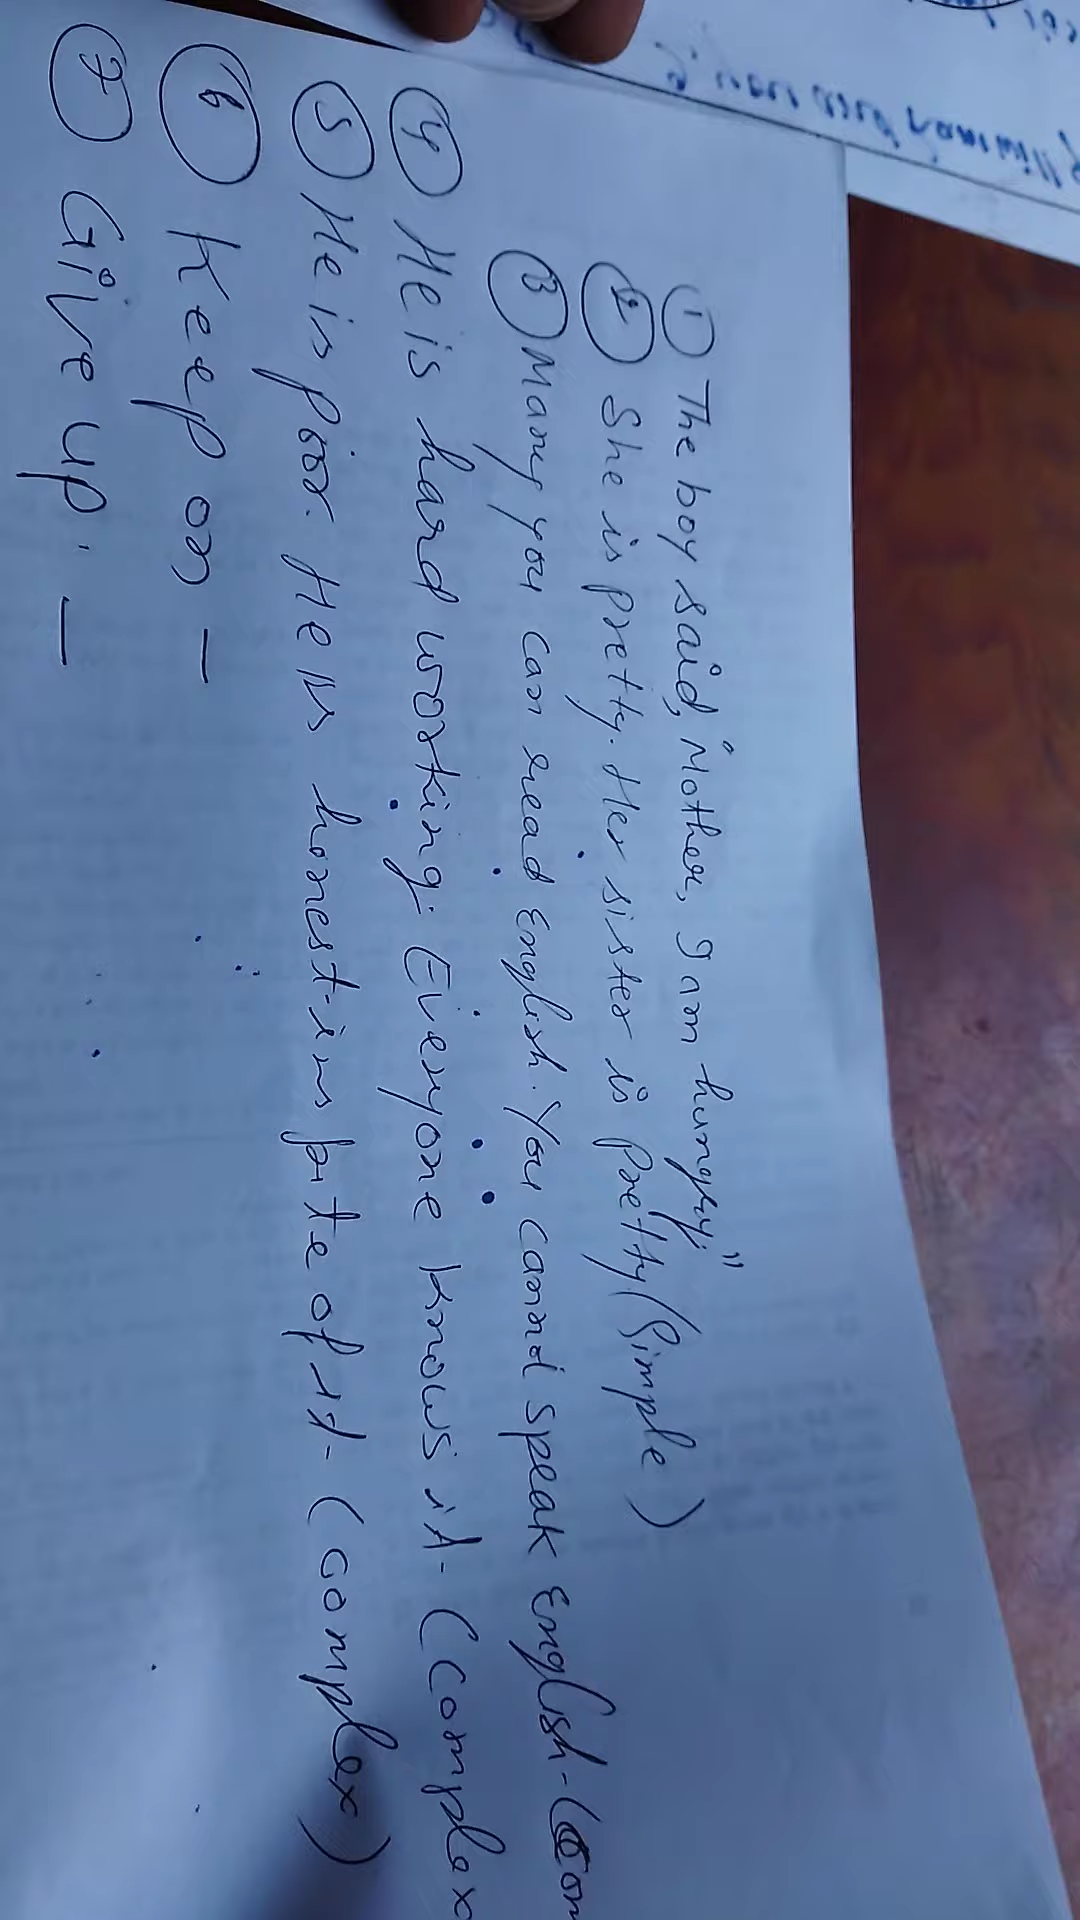 ① The boy said, "Mother, I am hungry."
② She is pretty. Her sister is pretty (Simple)
③ Many you can read English. You cannot speak English. (Com
④ He is hard working. Everyone knows it. (Complex
⑤ He is poor. He is honest in spite of it. (Complex)
⑥ Keep on —
⑦ Give up. —